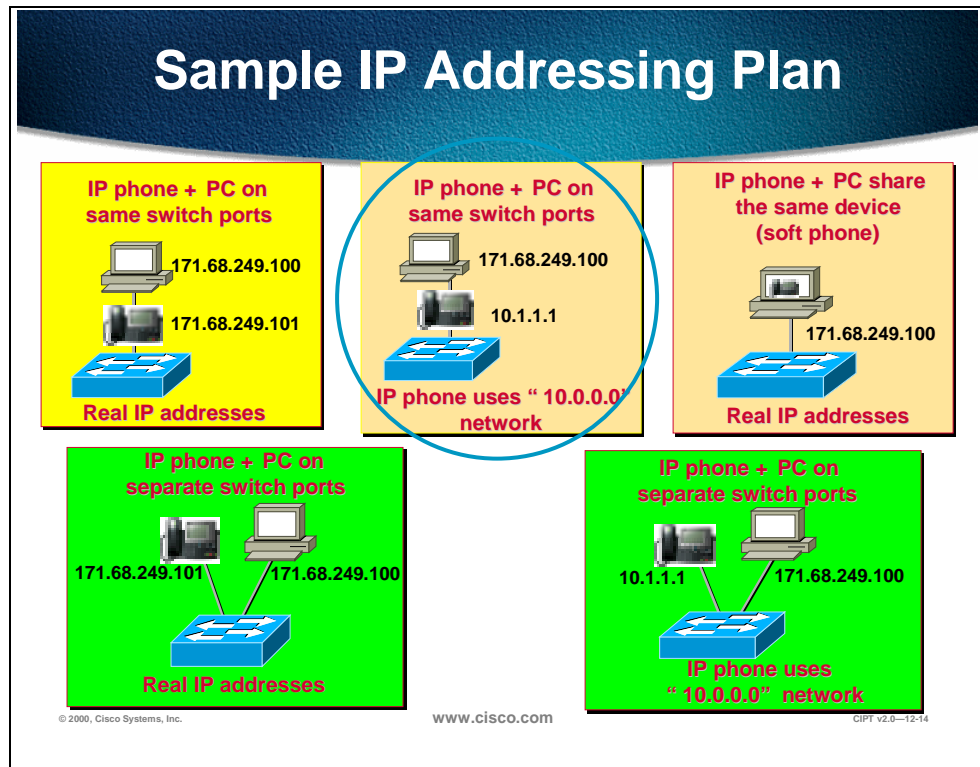 Sample IP Addressing Plan
IP phone + PC on
same switch ports
171.68.249.100
171.68.249.101
Real IP addresses
IP phone + PC on
same switch ports
171.68.249.100
10.1.1.1
IP phone uses “ 10.0.0.0”
network
IP phone + PC share
the same device
(soft phone)
171.68.249.100
Real IP addresses
IP phone + PC on
separate switch ports
171.68.249.101
171.68.249.100
Real IP addresses
IP phone + PC on
separate switch ports
10.1.1.1
171.68.249.100
IP phone uses
“ 10.0.0.0” network
© 2000, Cisco Systems, Inc.
www.cisco.com
CIPT v2.0—12-14